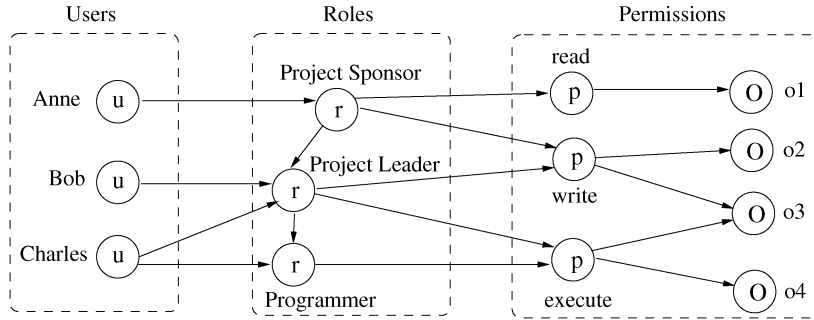 Users
Roles
Permissions
read
Project Sponsor
Anne
u
r
p
O
o1
Project Leader
Bob
u
r
p
write
O
o2
O
o3
Charles
u
r
Programmer
p
execute
O
o4